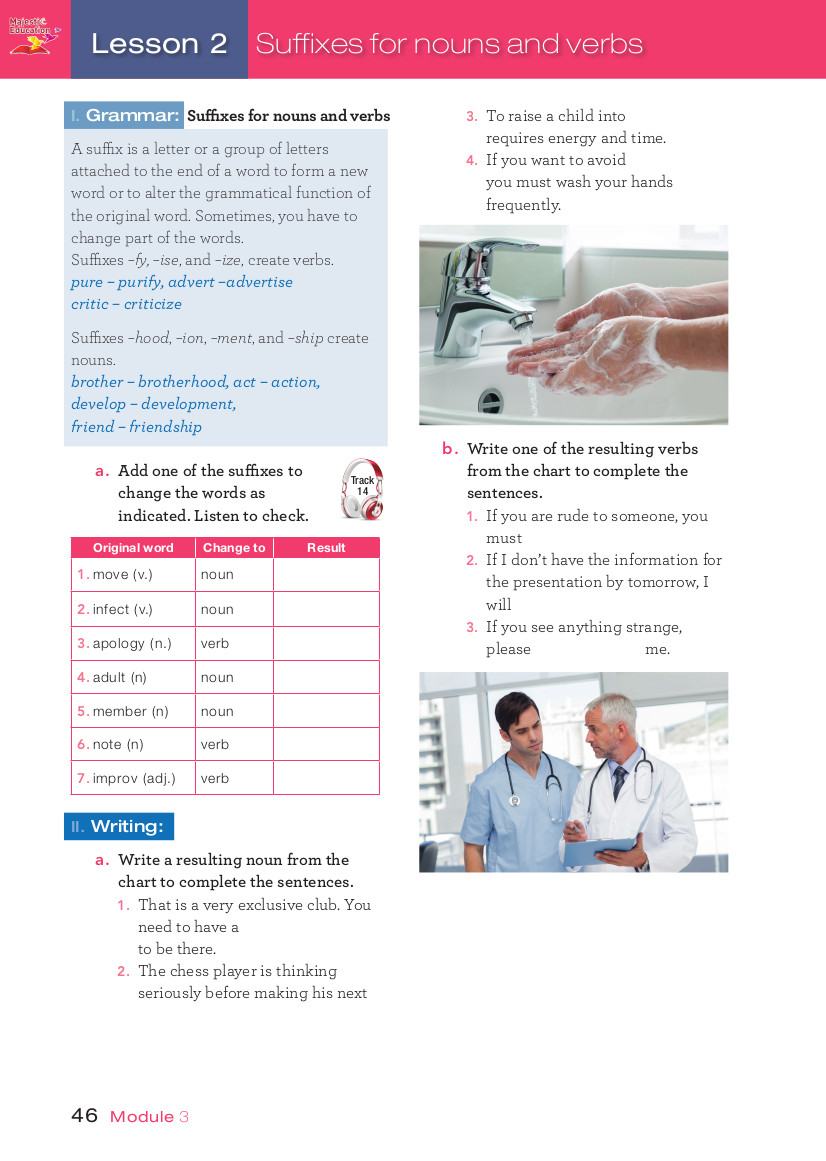 Majestic
Education
Lesson 2
Suffixes for nouns and verbs
I. Grammar: Suffixes for nouns and verbs
A suffix is a letter or a group of letters
attached to the end of a word to form a new
word or to alter the grammatical function of
the original word. Sometimes, you have to
change part of the words.
Suffixes –fy, –ise, and –ize, create verbs.
pure – purify, advert –advertise
critic – criticize
Suffixes –hood, –ion, –ment, and –ship create
nouns.
brother – brotherhood, act – action,
develop – development,
friend – friendship
a. Add one of the suffixes to
change the words as
indicated. Listen to check.
Track
14
Original word Change to Result
1. move (v.) noun
2. infect (v.) noun
3. apology (n.) verb
4. adult (n) noun
5. member (n) noun
6. note (n) verb
7. improv (adj.) verb
II. Writing:
a. Write a resulting noun from the
chart to complete the sentences.
1. That is a very exclusive club. You
need to have a
to be there.
2. The chess player is thinking
seriously before making his next
3. To raise a child into
requires energy and time.
4. If you want to avoid
you must wash your hands
frequently.
b. Write one of the resulting verbs
from the chart to complete the
sentences.
1. If you are rude to someone, you
must
2. If I don't have the information for
the presentation by tomorrow, I
will
3. If you see anything strange,
please me.
46 Module 3